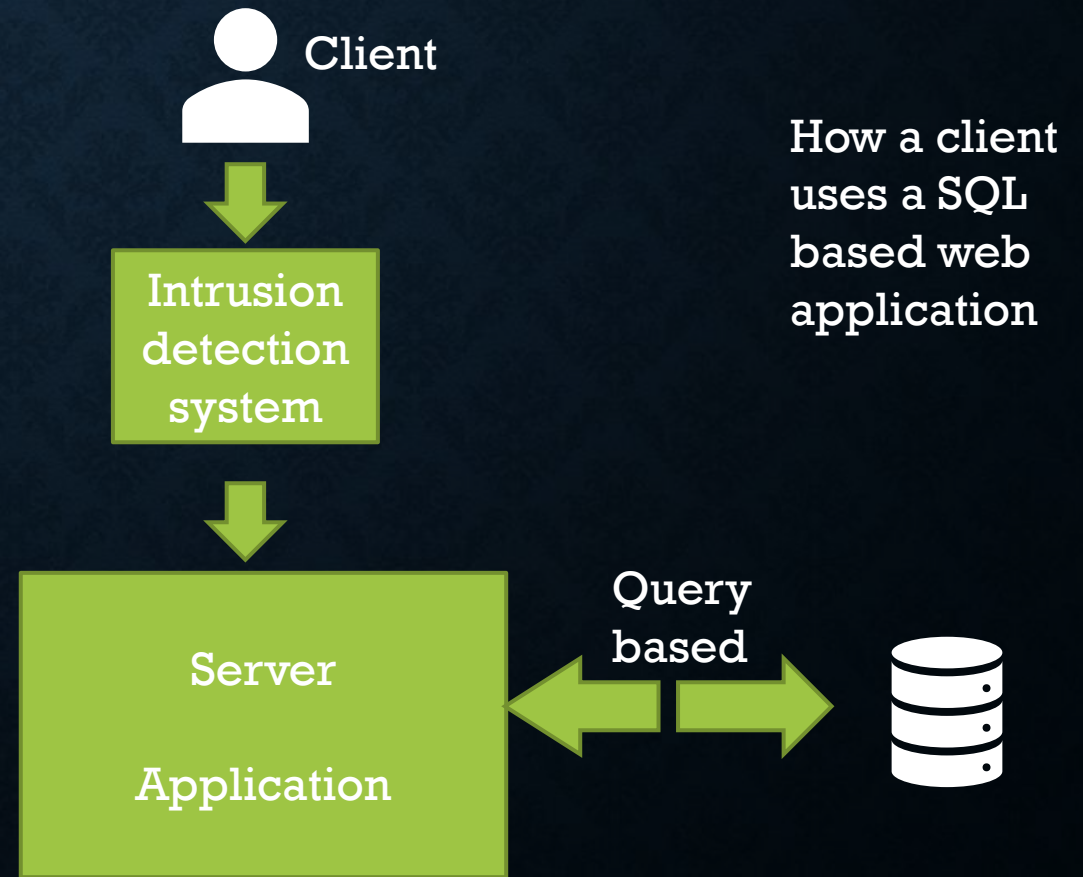 Client
How a client
uses a SQL
based web
application
Intrusion
detection
system
Query
based
Server
Application